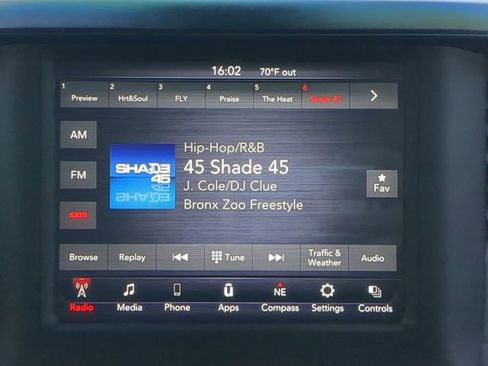 16:02 70°F out
1 2 3 4 5 6
Preview Hrt&Soul FLY Praise The Heat Shade 45
AM
Hip-Hop/R&B
SHADE 45
45 Shade 45
FM
J. Cole/DJ Clue
Fav
Bronx Zoo Freestyle
sxm
Browse Replay Tune Traffic & Weather Audio
NE
Radio Media Phone Apps Compass Settings Controls